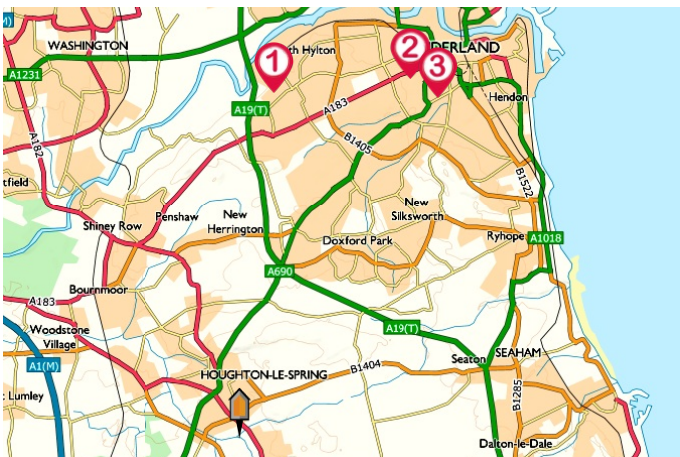 (M)
WASHINGTON
A1231
1
th Hylton
2
DERLAND
3
Hendon
A19(T)
A183
A182
B1405
B1522
tfield
Shiney Row
Penshaw
New
Herrington
New
Silksworth
Doxford Park
Ryhope
A1018
A690
Bournmoor
A183
Woodstone
Village
A19(T)
A1(M)
B1404
Seaton
SEAHAM
HOUGHTON-LE-SPRING
Lumley
B1285
Dalton-le-Dale